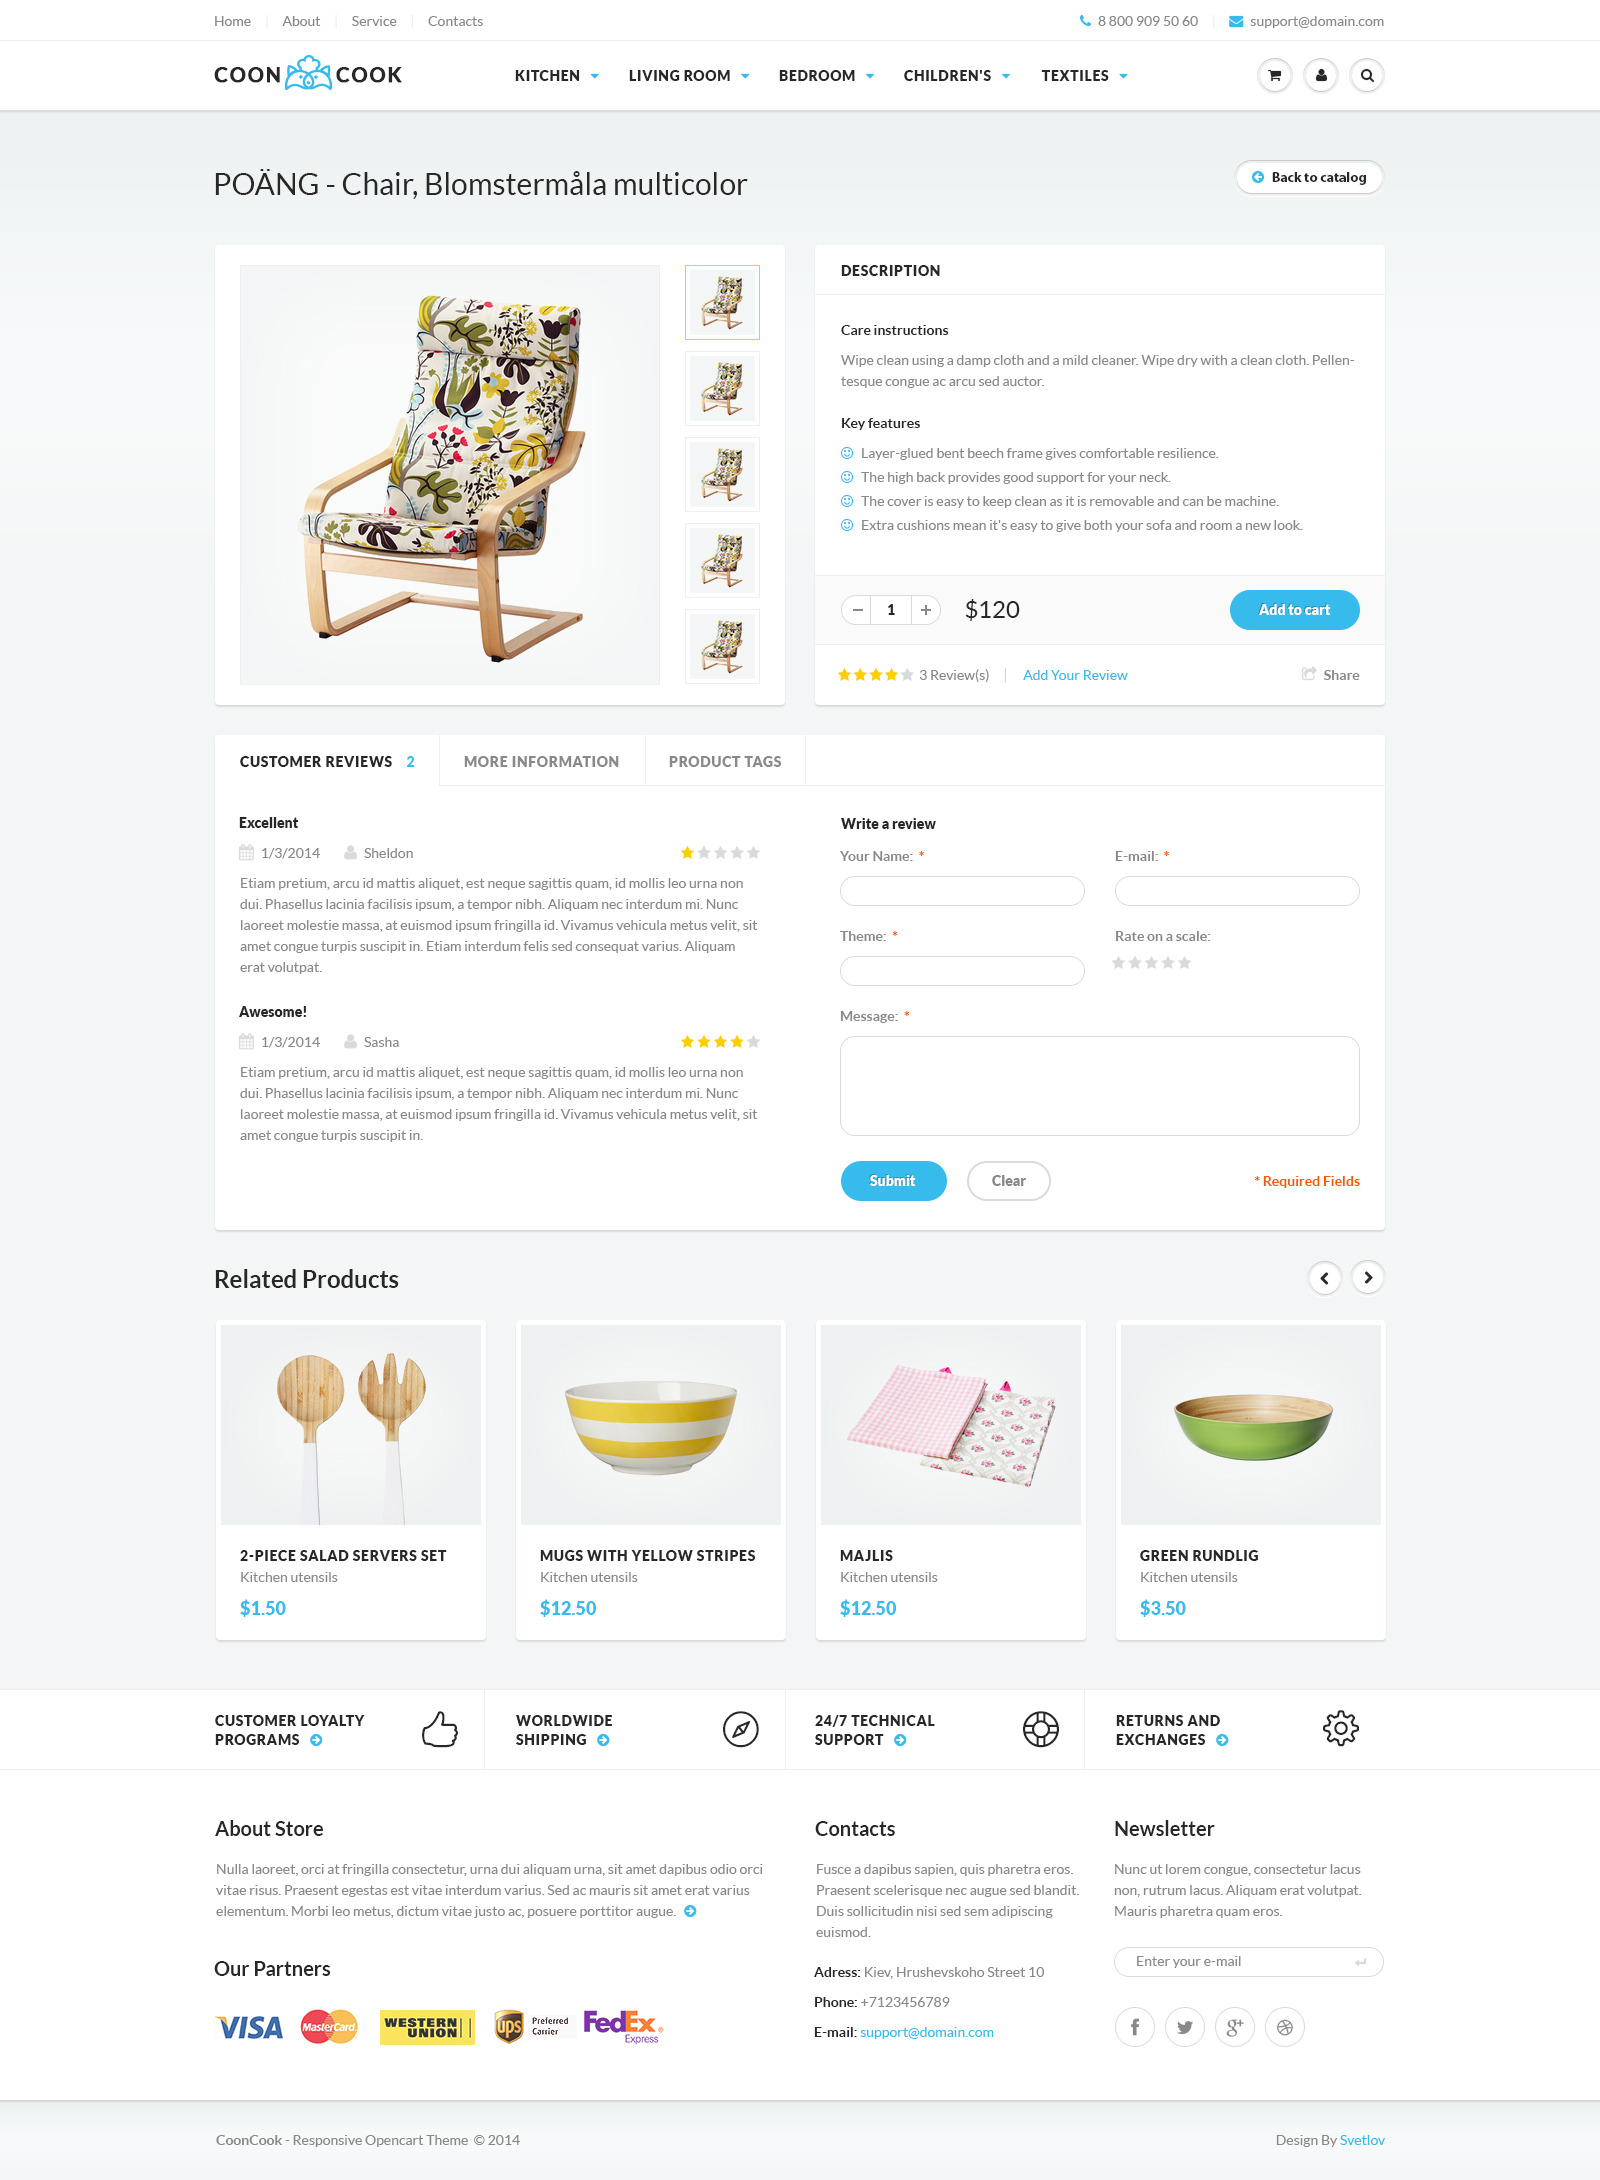 Home About Service Contacts
8 800 909 50 60 support@domain.com
COON COOK
KITCHEN LIVING ROOM BEDROOM CHILDREN'S TEXTILES
POÄNG - Chair, Blomstermåla multicolor
Back to catalog
DESCRIPTION
Care instructions
Wipe clean using a damp cloth and a mild cleaner. Wipe dry with a clean cloth. Pellen-
tesque congue ac arcu sed auctor.
Key features
Layer-glued bent beech frame gives comfortable resilience.
The high back provides good support for your neck.
The cover is easy to keep clean as it is removable and can be machine.
Extra cushions mean it's easy to give both your sofa and room a new look.
1 $120 Add to cart
3 Review(s) Add Your Review Share
CUSTOMER REVIEWS 2 MORE INFORMATION PRODUCT TAGS
Excellent
1/3/2014 Sheldon
Etiam pretium, arcu id mattis aliquet, est neque sagittis quam, id mollis leo urna non
dui. Phasellus lacinia facilisis ipsum, a tempor nibh. Aliquam nec interdum mi. Nunc
laoreet molestie massa, at euismod ipsum fringilla id. Vivamus vehicula metus velit, sit
amet congue turpis suscipit in. Etiam interdum felis sed consequat varius. Aliquam
erat volutpat.
Awesome!
1/3/2014 Sasha
Etiam pretium, arcu id mattis aliquet, est neque sagittis quam, id mollis leo urna non
dui. Phasellus lacinia facilisis ipsum, a tempor nibh. Aliquam nec interdum mi. Nunc
laoreet molestie massa, at euismod ipsum fringilla id. Vivamus vehicula metus velit, sit
amet congue turpis suscipit in.
Write a review
Your Name: * E-mail: *
Theme: * Rate on a scale:
Message: *
Submit Clear * Required Fields
Related Products
2-PIECE SALAD SERVERS SET
Kitchen utensils
$1.50
MUGS WITH YELLOW STRIPES
Kitchen utensils
$12.50
MAJLIS
Kitchen utensils
$12.50
GREEN RUNDLIG
Kitchen utensils
$3.50
CUSTOMER LOYALTY
PROGRAMS
WORLDWIDE
SHIPPING
24/7 TECHNICAL
SUPPORT
RETURNS AND
EXCHANGES
About Store
Nulla laoreet, orci at fringilla consectetur, urna dui aliquam urna, sit amet dapibus odio orci
vitae risus. Praesent egestas est vitae interdum varius. Sed ac mauris sit amet erat varius
elementum. Morbi leo metus, dictum vitae justo ac, posuere porttitor augue.
Our Partners
VISA
MasterCard
WESTERN
UNION
ups
Preferred
Carrier
FedEx®
Express
Contacts
Fusce a dapibus sapien, quis pharetra eros.
Praesent scelerisque nec augue sed blandit.
Duis sollicitudin nisi sed sem adipiscing
euismod.
Adress: Kiev, Hrushevskoho Street 10
Phone: +7123456789
E-mail: support@domain.com
Newsletter
Nunc ut lorem congue, consectetur lacus
non, rutrum lacus. Aliquam erat volutpat.
Mauris pharetra quam eros.
Enter your e-mail
CoonCook - Responsive Opencart Theme © 2014
Design By Svetlov